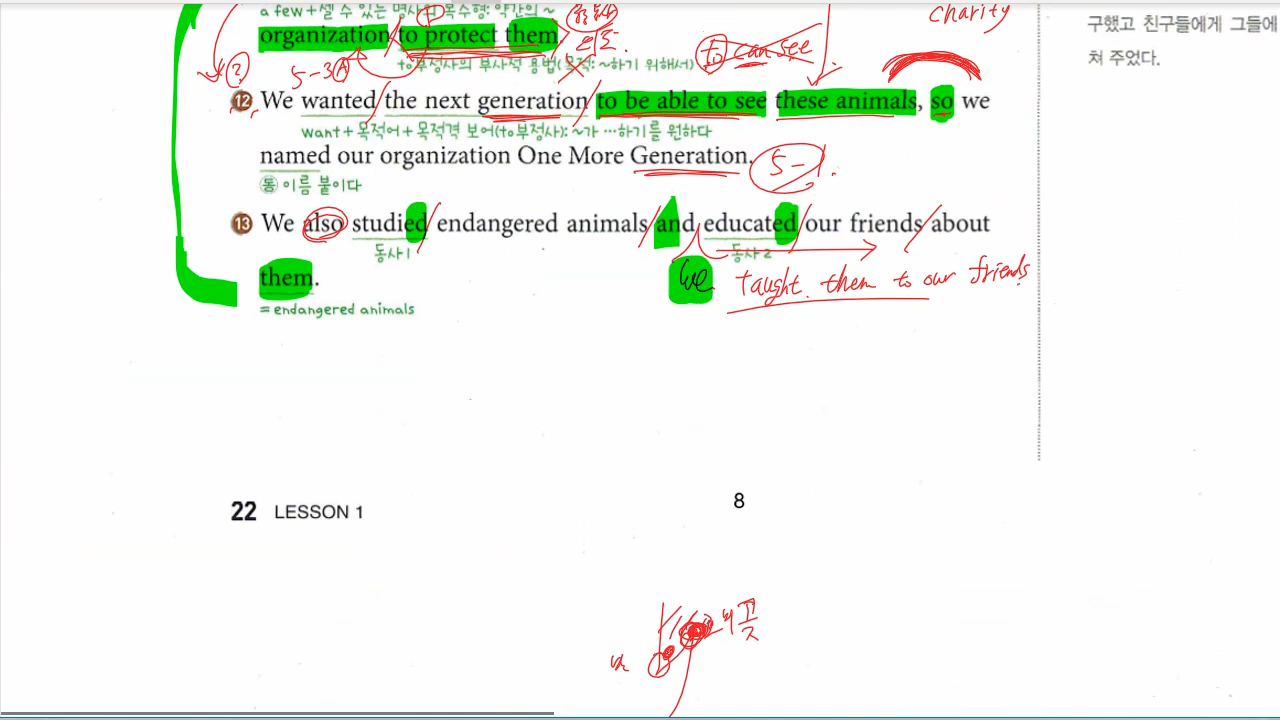 a few+셀 수 있는 명사의 복수형: 약간의 ~
charity
organization to protect them
to can see
5-3 A
to부정사의 부사적 용법(목적: ~하기 위해서)
⑫ We wanted the next generation to be able to see these animals, so we
want+목적어+목적격 보어(to부정사): ~가 …하기를 원하다
named our organization One More Generation.
5-1.
동 이름 붙이다
⑬ We also studied endangered animals and educated our friends about
동사1
동사2
them.
we taught them to our friends
= endangered animals
22 LESSON 1
8
구했고 친구들에게 그들에
쳐 주었다.